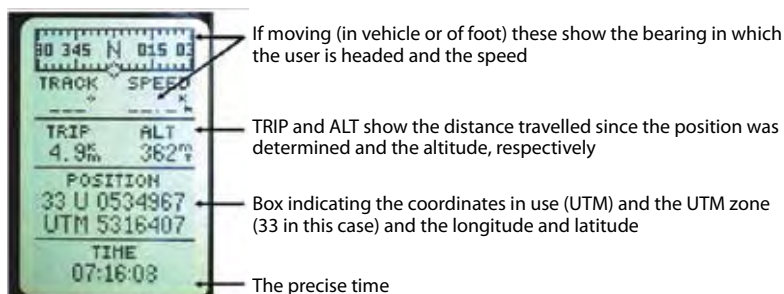 30 345 N 015 03
TRACK SPEED
---° --.-K/h
TRIP ALT
4.9Km 362mT
POSITION
33 U 0534967
UTM 5316407
TIME
07:16:03
If moving (in vehicle or of foot) these show the bearing in which
the user is headed and the speed
TRIP and ALT show the distance travelled since the position was
determined and the altitude, respectively
Box indicating the coordinates in use (UTM) and the UTM zone
(33 in this case) and the longitude and latitude
The precise time